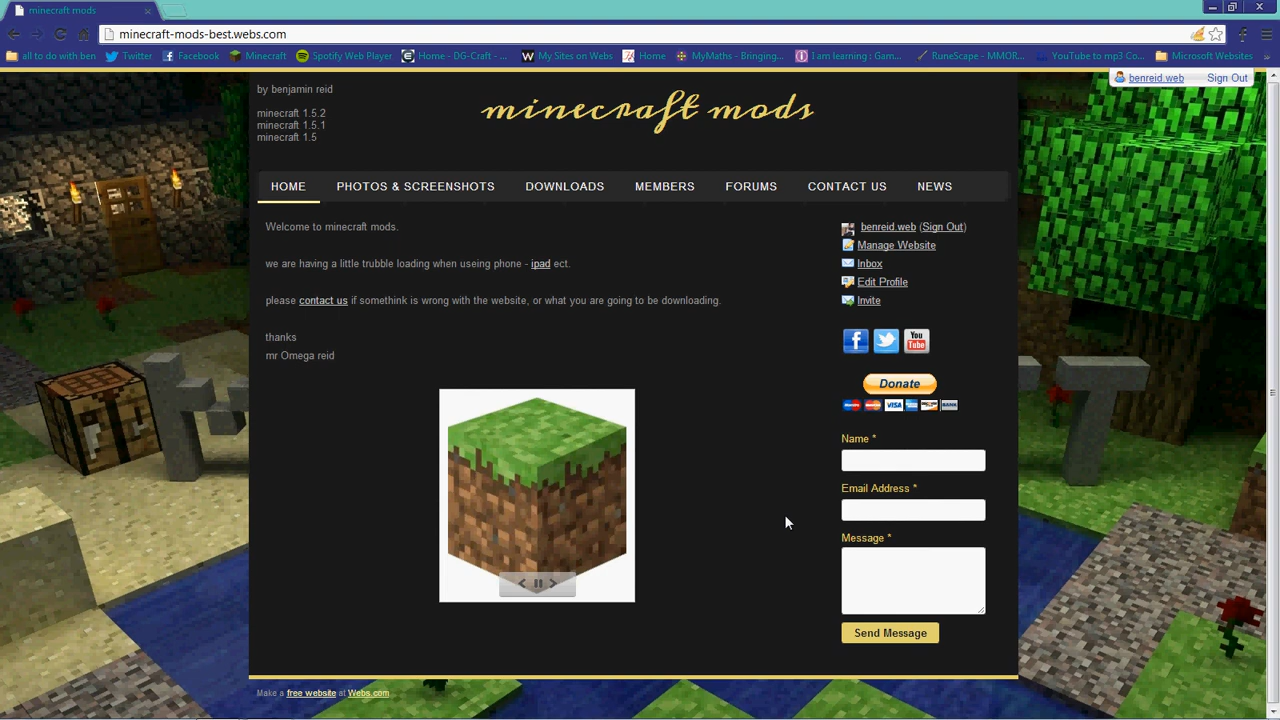 minecraft mods
minecraft-mods-best.webs.com
all to do with ben Twitter Facebook Minecraft Spotify Web Player Home - DG-Craft - ... My Sites on Webs Home MyMaths - Bringing... I am learning : Gam... RuneScape - MMOR... YouTube to mp3 Co... Microsoft Websites »
benreid.web Sign Out
by benjamin reid
minecraft 1.5.2
minecraft 1.5.1
minecraft 1.5
minecraft mods
HOME PHOTOS & SCREENSHOTS DOWNLOADS MEMBERS FORUMS CONTACT US NEWS
Welcome to minecraft mods.
we are having a little trubble loading when useing phone - ipad ect.
please contact us if somethink is wrong with the website, or what you are going to be downloading.
thanks
mr Omega reid
benreid.web (Sign Out)
Manage Website
Inbox
Edit Profile
Invite
You Tube
Donate
VISA
Name *
Email Address *
Message *
Send Message
Make a free website at Webs.com